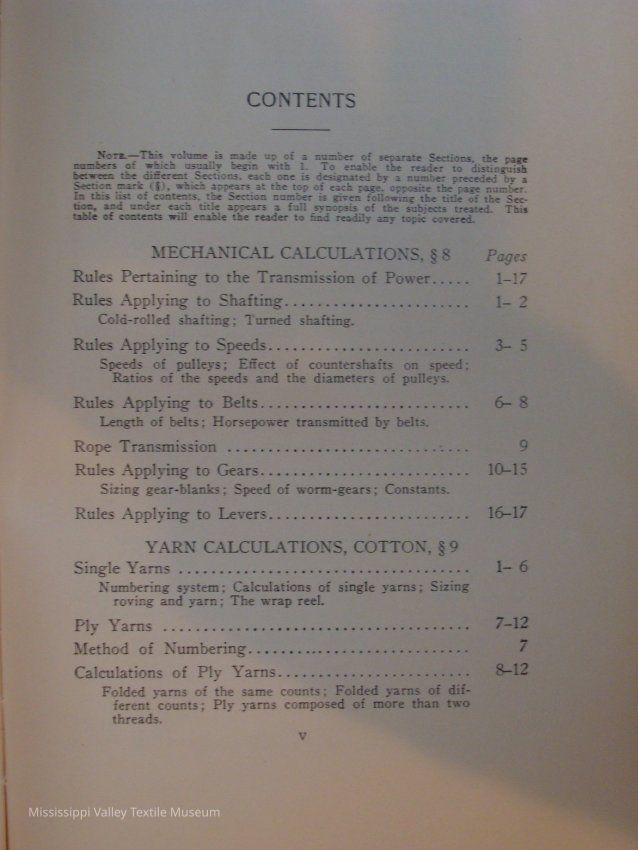 CONTENTS
NOTE.—This volume is made up of a number of separate Sections, the page
numbers of which usually begin with 1. To enable the reader to distinguish
between the different Sections, each one is designated by a number preceded by a
Section mark (§), which appears at the top of each page, opposite the page number.
In this list of contents, the Section number is given following the title of the Sec-
tion, and under each title appears a full synopsis of the subjects treated. This
table of contents will enable the reader to find readily any topic covered.
MECHANICAL CALCULATIONS, § 8 Pages
Rules Pertaining to the Transmission of Power..... 1–17
Rules Applying to Shafting....................... 1– 2
Cold-rolled shafting; Turned shafting.
Rules Applying to Speeds......................... 3– 5
Speeds of pulleys; Effect of countershafts on speed;
Ratios of the speeds and the diameters of pulleys.
Rules Applying to Belts.......................... 6– 8
Length of belts; Horsepower transmitted by belts.
Rope Transmission .............................. 9
Rules Applying to Gears.......................... 10–15
Sizing gear-blanks; Speed of worm-gears; Constants.
Rules Applying to Levers......................... 16–17
YARN CALCULATIONS, COTTON, § 9
Single Yarns .................................... 1– 6
Numbering system; Calculations of single yarns; Sizing
roving and yarn; The wrap reel.
Ply Yarns ...................................... 7–12
Method of Numbering............................ 7
Calculations of Ply Yarns........................ 8–12
Folded yarns of the same counts; Folded yarns of dif-
ferent counts; Ply yarns composed of more than two
threads.
v
Mississippi Valley Textile Museum